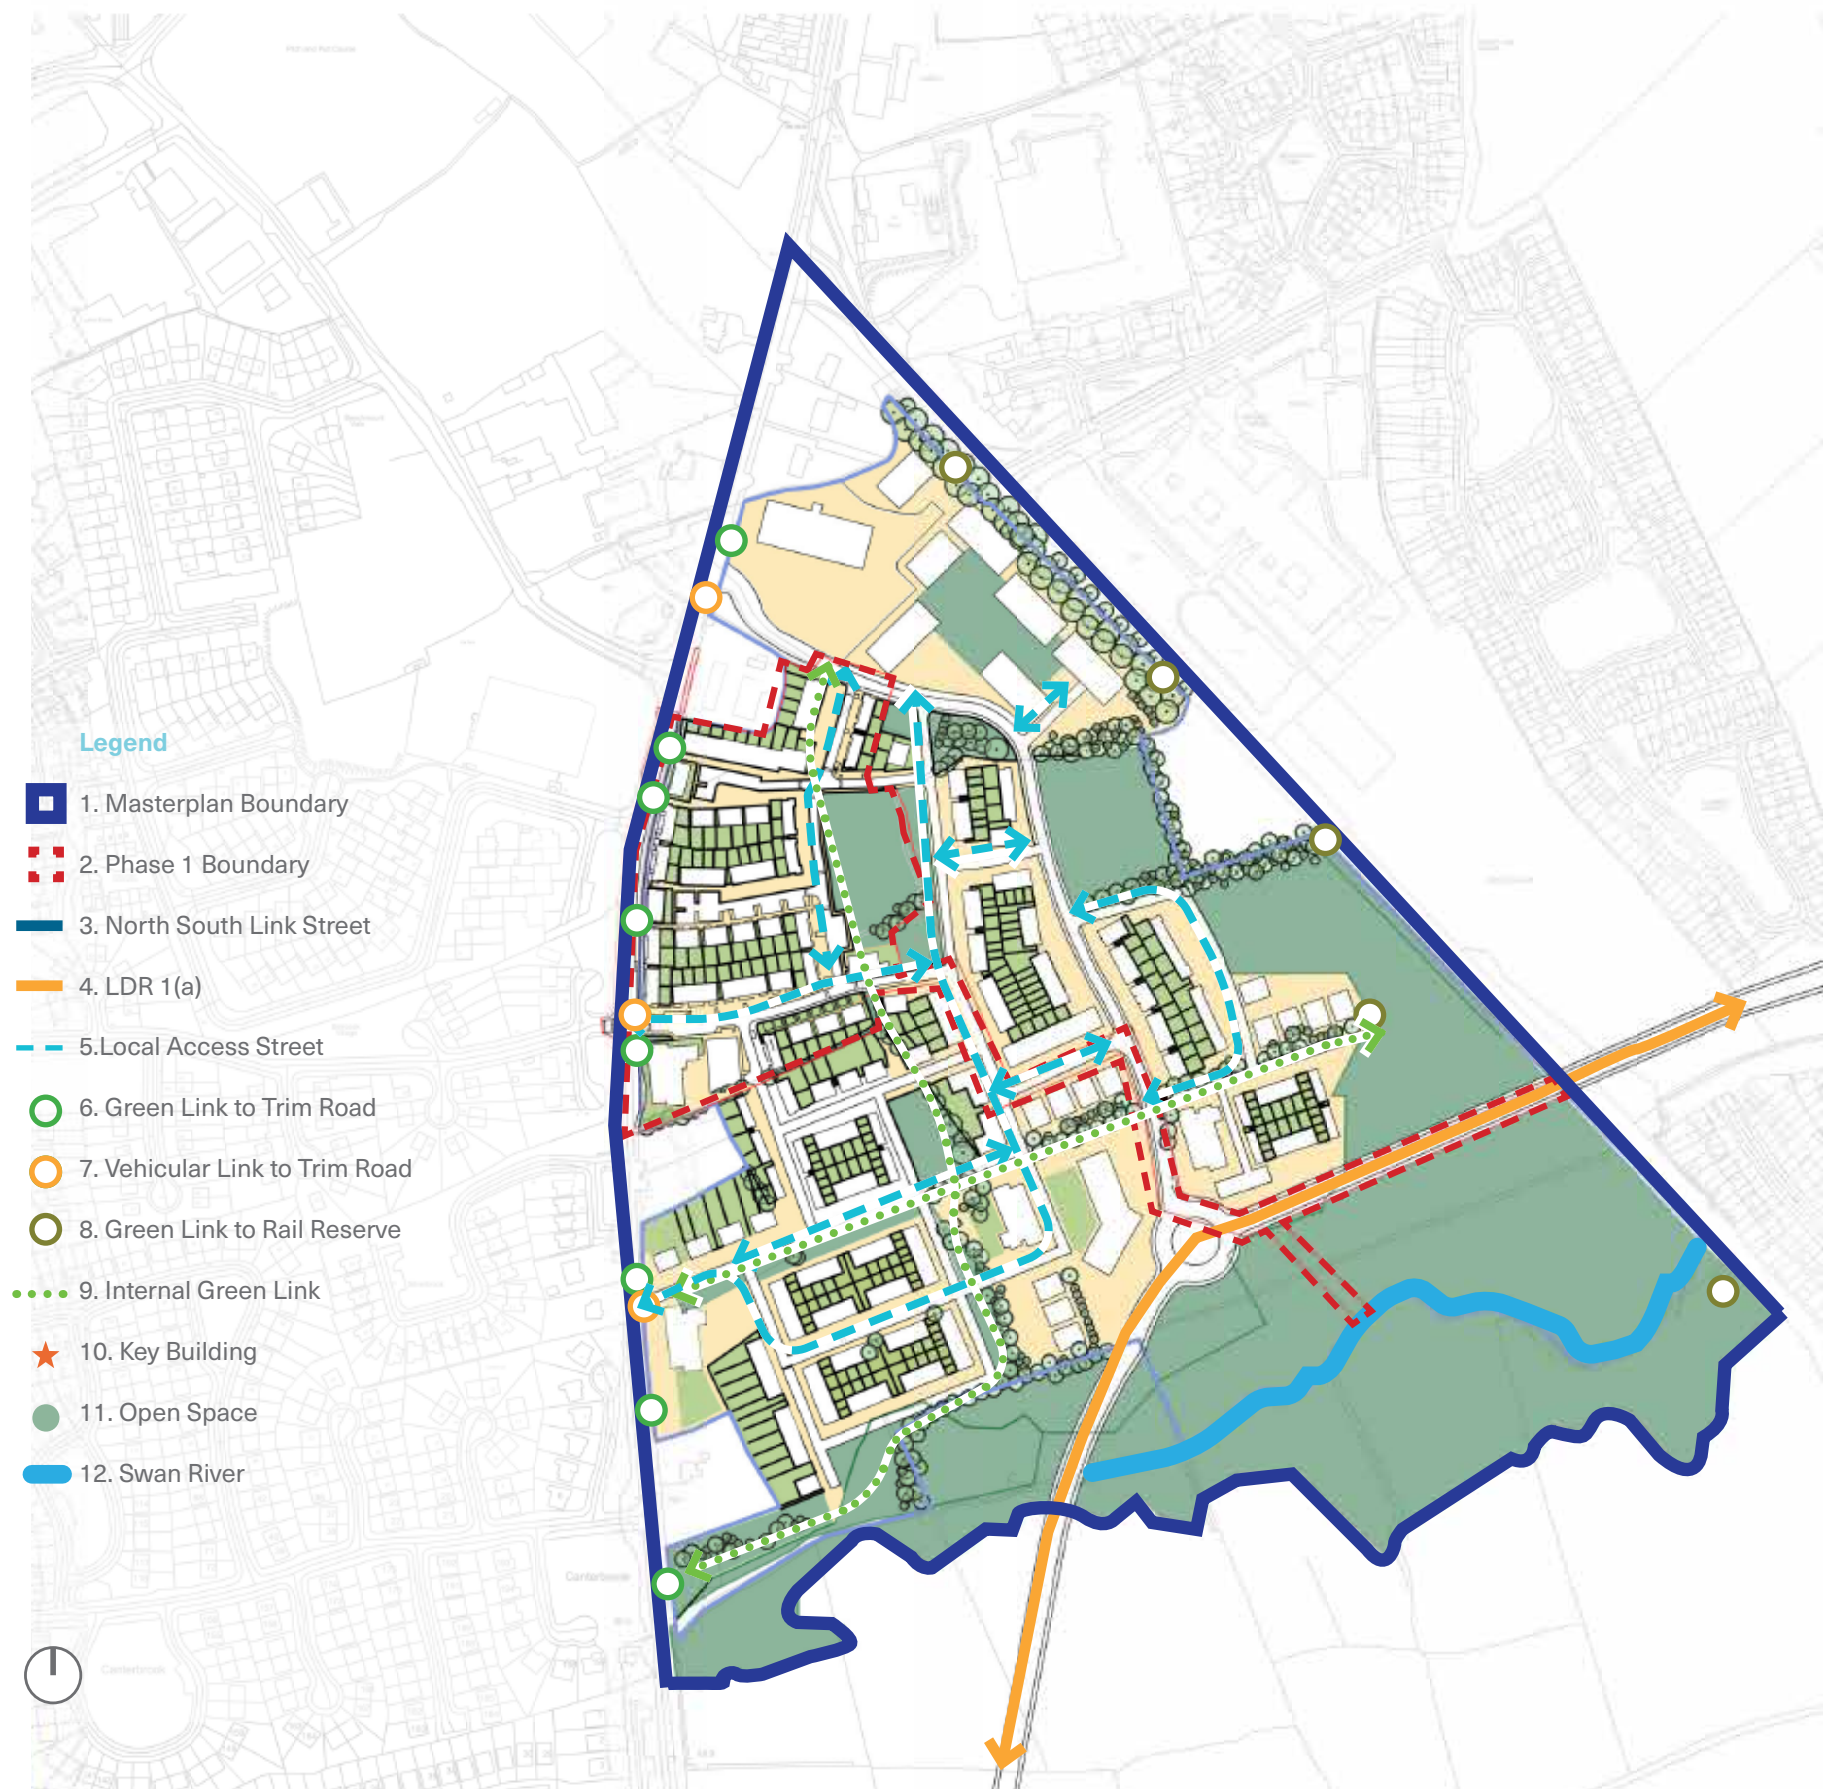 Legend
1. Masterplan Boundary
2. Phase 1 Boundary
3. North South Link Street
4. LDR 1(a)
5.Local Access Street
6. Green Link to Trim Road
7. Vehicular Link to Trim Road
8. Green Link to Rail Reserve
9. Internal Green Link
10. Key Building
11. Open Space
12. Swan River
Canterbrook
Canterbrook